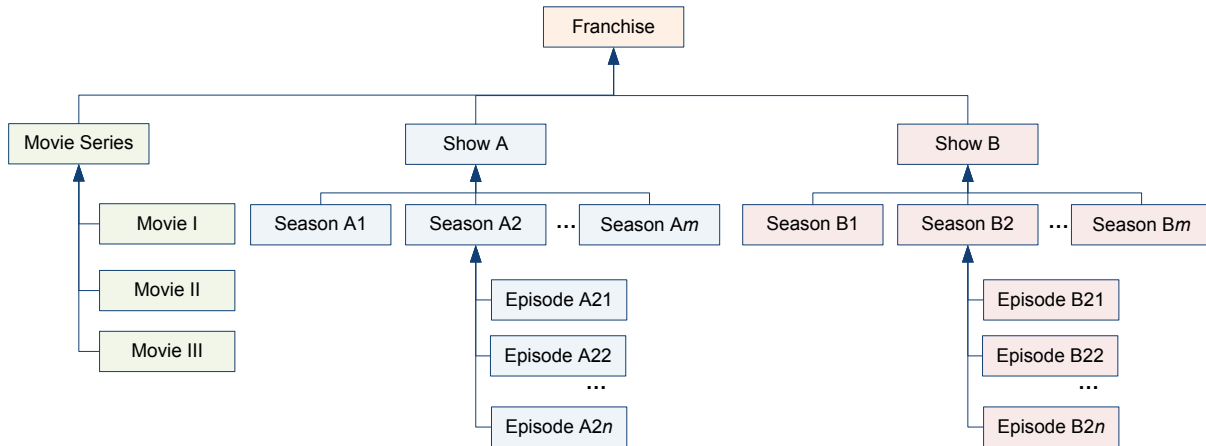 Franchise
Movie Series
Show A
Show B
Movie I
Season A1
Season A2
...
Season Am
Season B1
Season B2
...
Season Bm
Movie II
Episode A21
Episode B21
Movie III
Episode A22
Episode B22
...
...
Episode A2n
Episode B2n